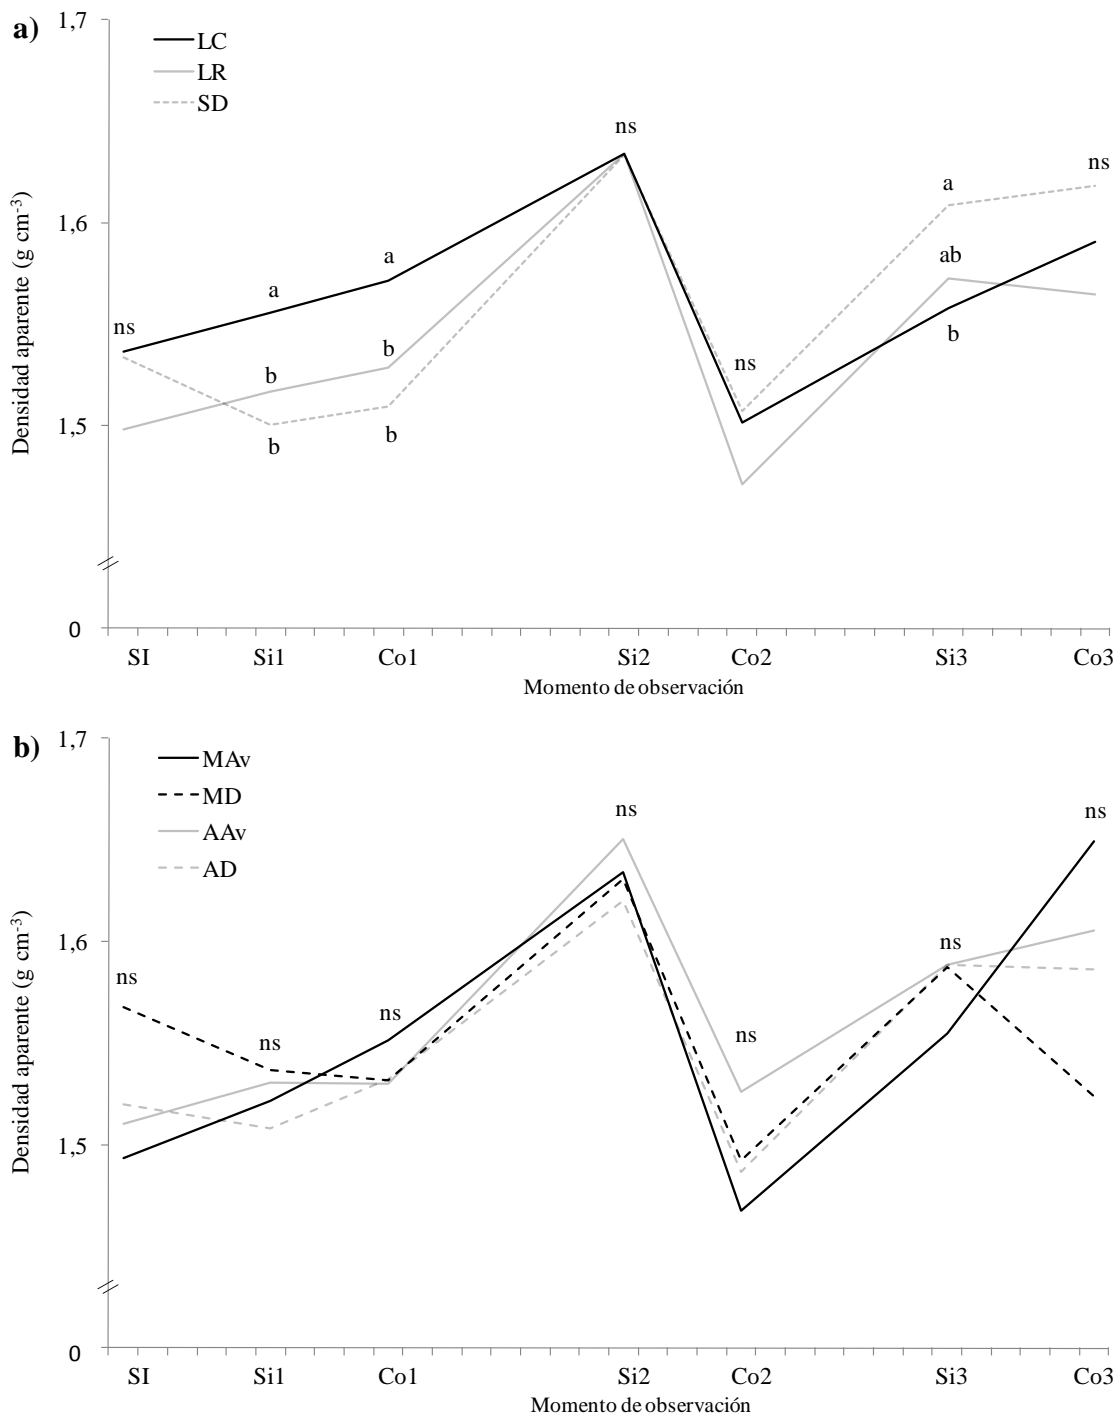 a)
1,7
LC
LR
SD
ns
ns
a
1,6
a
ab
a
ns
b
ns
b
b
1,5
b
b
Densidad aparente (g cm-3)
0
SI Si1 Co1 Si2 Co2 Si3 Co3
Momento de observación
b)
1,7
MAv
MD
AAv
AD
ns
ns
1,6
ns
ns
ns
ns
ns
1,5
Densidad aparente (g cm-3)
0
SI Si1 Co1 Si2 Co2 Si3 Co3
Momento de observación